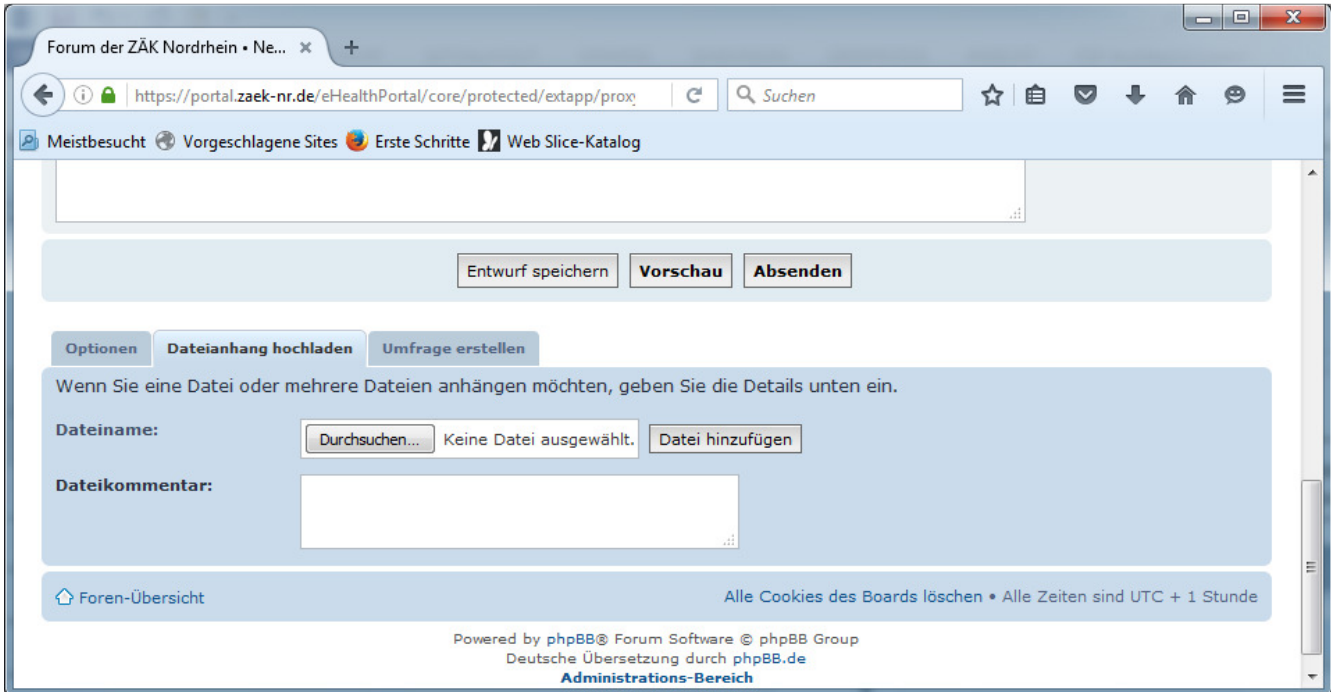 Forum der ZÄK Nordrhein • Ne...
https://portal.zaek-nr.de/eHealthPortal/core/protected/extapp/proxy
Suchen
Meistbesucht Vorgeschlagene Sites Erste Schritte Web Slice-Katalog
Entwurf speichern Vorschau Absenden
Optionen Dateianhang hochladen Umfrage erstellen
Wenn Sie eine Datei oder mehrere Dateien anhängen möchten, geben Sie die Details unten ein.
Dateiname: Durchsuchen... Keine Datei ausgewählt. Datei hinzufügen
Dateikommentar:
Foren-Übersicht Alle Cookies des Boards löschen • Alle Zeiten sind UTC + 1 Stunde
Powered by phpBB® Forum Software © phpBB Group
Deutsche Übersetzung durch phpBB.de
Administrations-Bereich